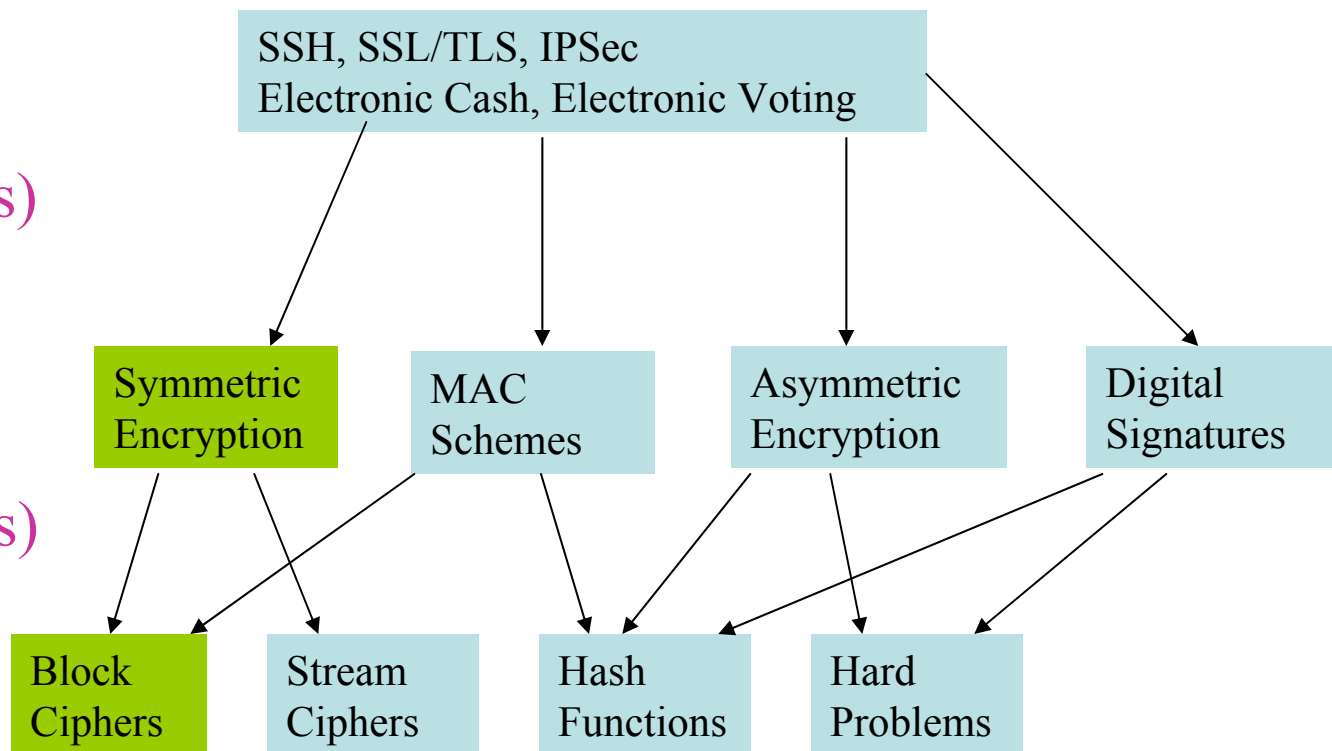 SSH, SSL/TLS, IPSec
Electronic Cash, Electronic Voting
s)
Symmetric
Encryption
MAC
Schemes
Asymmetric
Encryption
Digital
Signatures
s)
Block
Ciphers
Stream
Ciphers
Hash
Functions
Hard
Problems